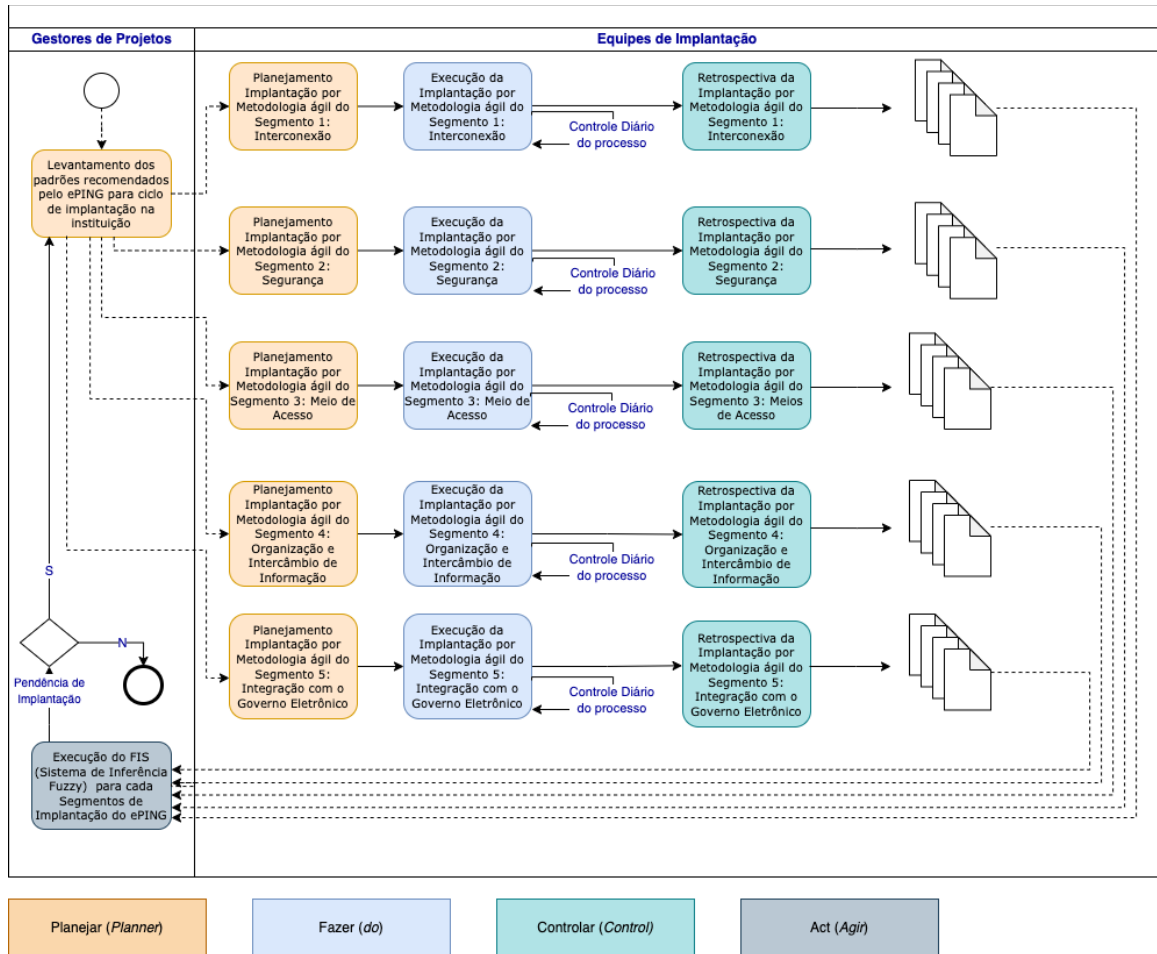 Gestores de Projetos
Equipes de Implantação
Levantamento dos
padrões recomendados
pelo ePING para ciclo
de implantação na
instituição
Planejamento
Implantação por
Metodologia ágil do
Segmento 1:
Interconexão
Execução da
Implantação por
Metodologia ágil do
Segmento 1:
Interconexão
Controle Diário
do processo
Retrospectiva da
Implantação por
Metodologia ágil do
Segmento 1:
Interconexão
Planejamento
Implantação por
Metodologia ágil do
Segmento 2:
Segurança
Execução da
Implantação por
Metodologia ágil do
Segmento 2:
Segurança
Controle Diário
do processo
Retrospectiva da
Implantação por
Metodologia ágil do
Segmento 2:
Segurança
Planejamento
Implantação por
Metodologia ágil do
Segmento 3: Meio de
Acesso
Execução da
Implantação por
Metodologia ágil do
Segmento 3: Meio de
Acesso
Controle Diário
do processo
Retrospectiva da
Implantação por
Metodologia ágil do
Segmento 3: Meios
de Acesso
Planejamento
Implantação por
Metodologia ágil do
Segmento 4:
Organização e
Intercâmbio de
Informação
Execução da
Implantação por
Metodologia ágil do
Segmento 4:
Organização e
Intercâmbio de
Informação
Controle Diário
do processo
Retrospectiva da
Implantação por
Metodologia ágil do
Segmento 4:
Organização e
Intercâmbio de
Informação
Planejamento
Implantação por
Metodologia ágil do
Segmento 5:
Integração com o
Governo Eletrônico
Execução da
Implantação por
Metodologia ágil do
Segmento 5:
Integração com o
Governo Eletrônico
Controle Diário
do processo
Retrospectiva da
Implantação por
Metodologia ágil do
Segmento 5:
Integração com o
Governo Eletrônico
S
N
Pendência de
Implantação
Execução do FIS
(Sistema de Inferência
Fuzzy) para cada
Segmentos de
Implantação do ePING
Planejar (Planner)
Fazer (do)
Controlar (Control)
Act (Agir)